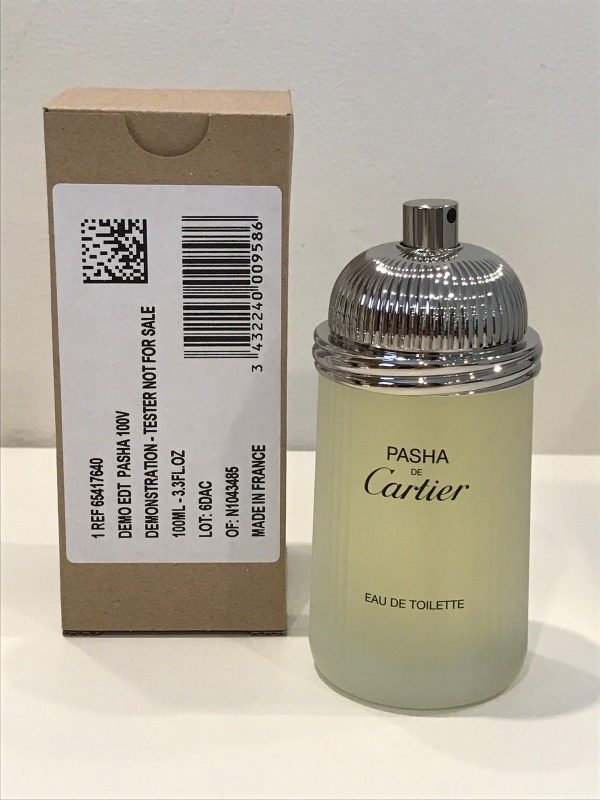 3 432240 009586
1 REF 65417640
DEMO EDT PASHA 100V
DEMONSTRATION - TESTER NOT FOR SALE
100ML - 3.3FL.OZ
LOT: 6DAC
OF: N1043485
MADE IN FRANCE
PASHA
DE
Cartier
EAU DE TOILETTE